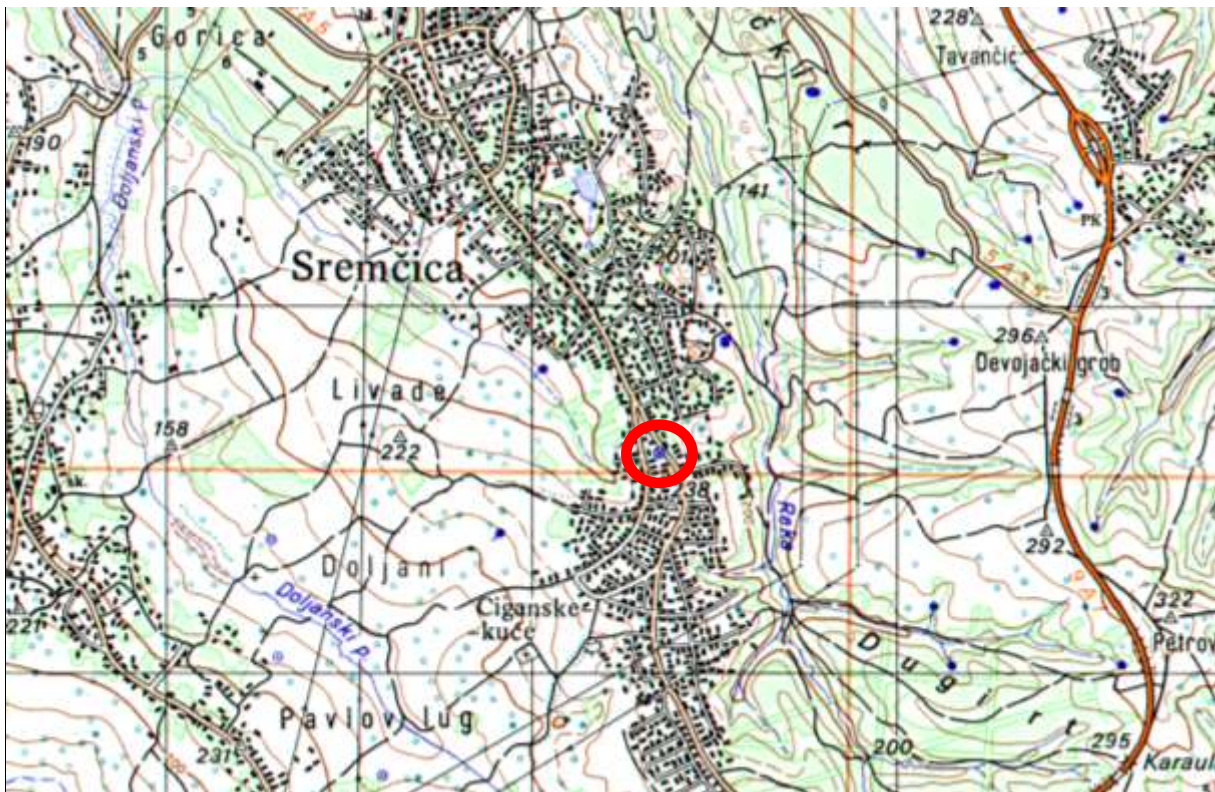 228
Gorica
Tavančić
190
Doljanski P.
141
PK
201
Sremčica
296
Devojački grob
Livade
158
222
38
Reka
292
Doljani
Doljanski P.
Ciganske
kuće
322
221
Petrov
Dugi rt
Pavlov Lug
231
200
295
Karaul